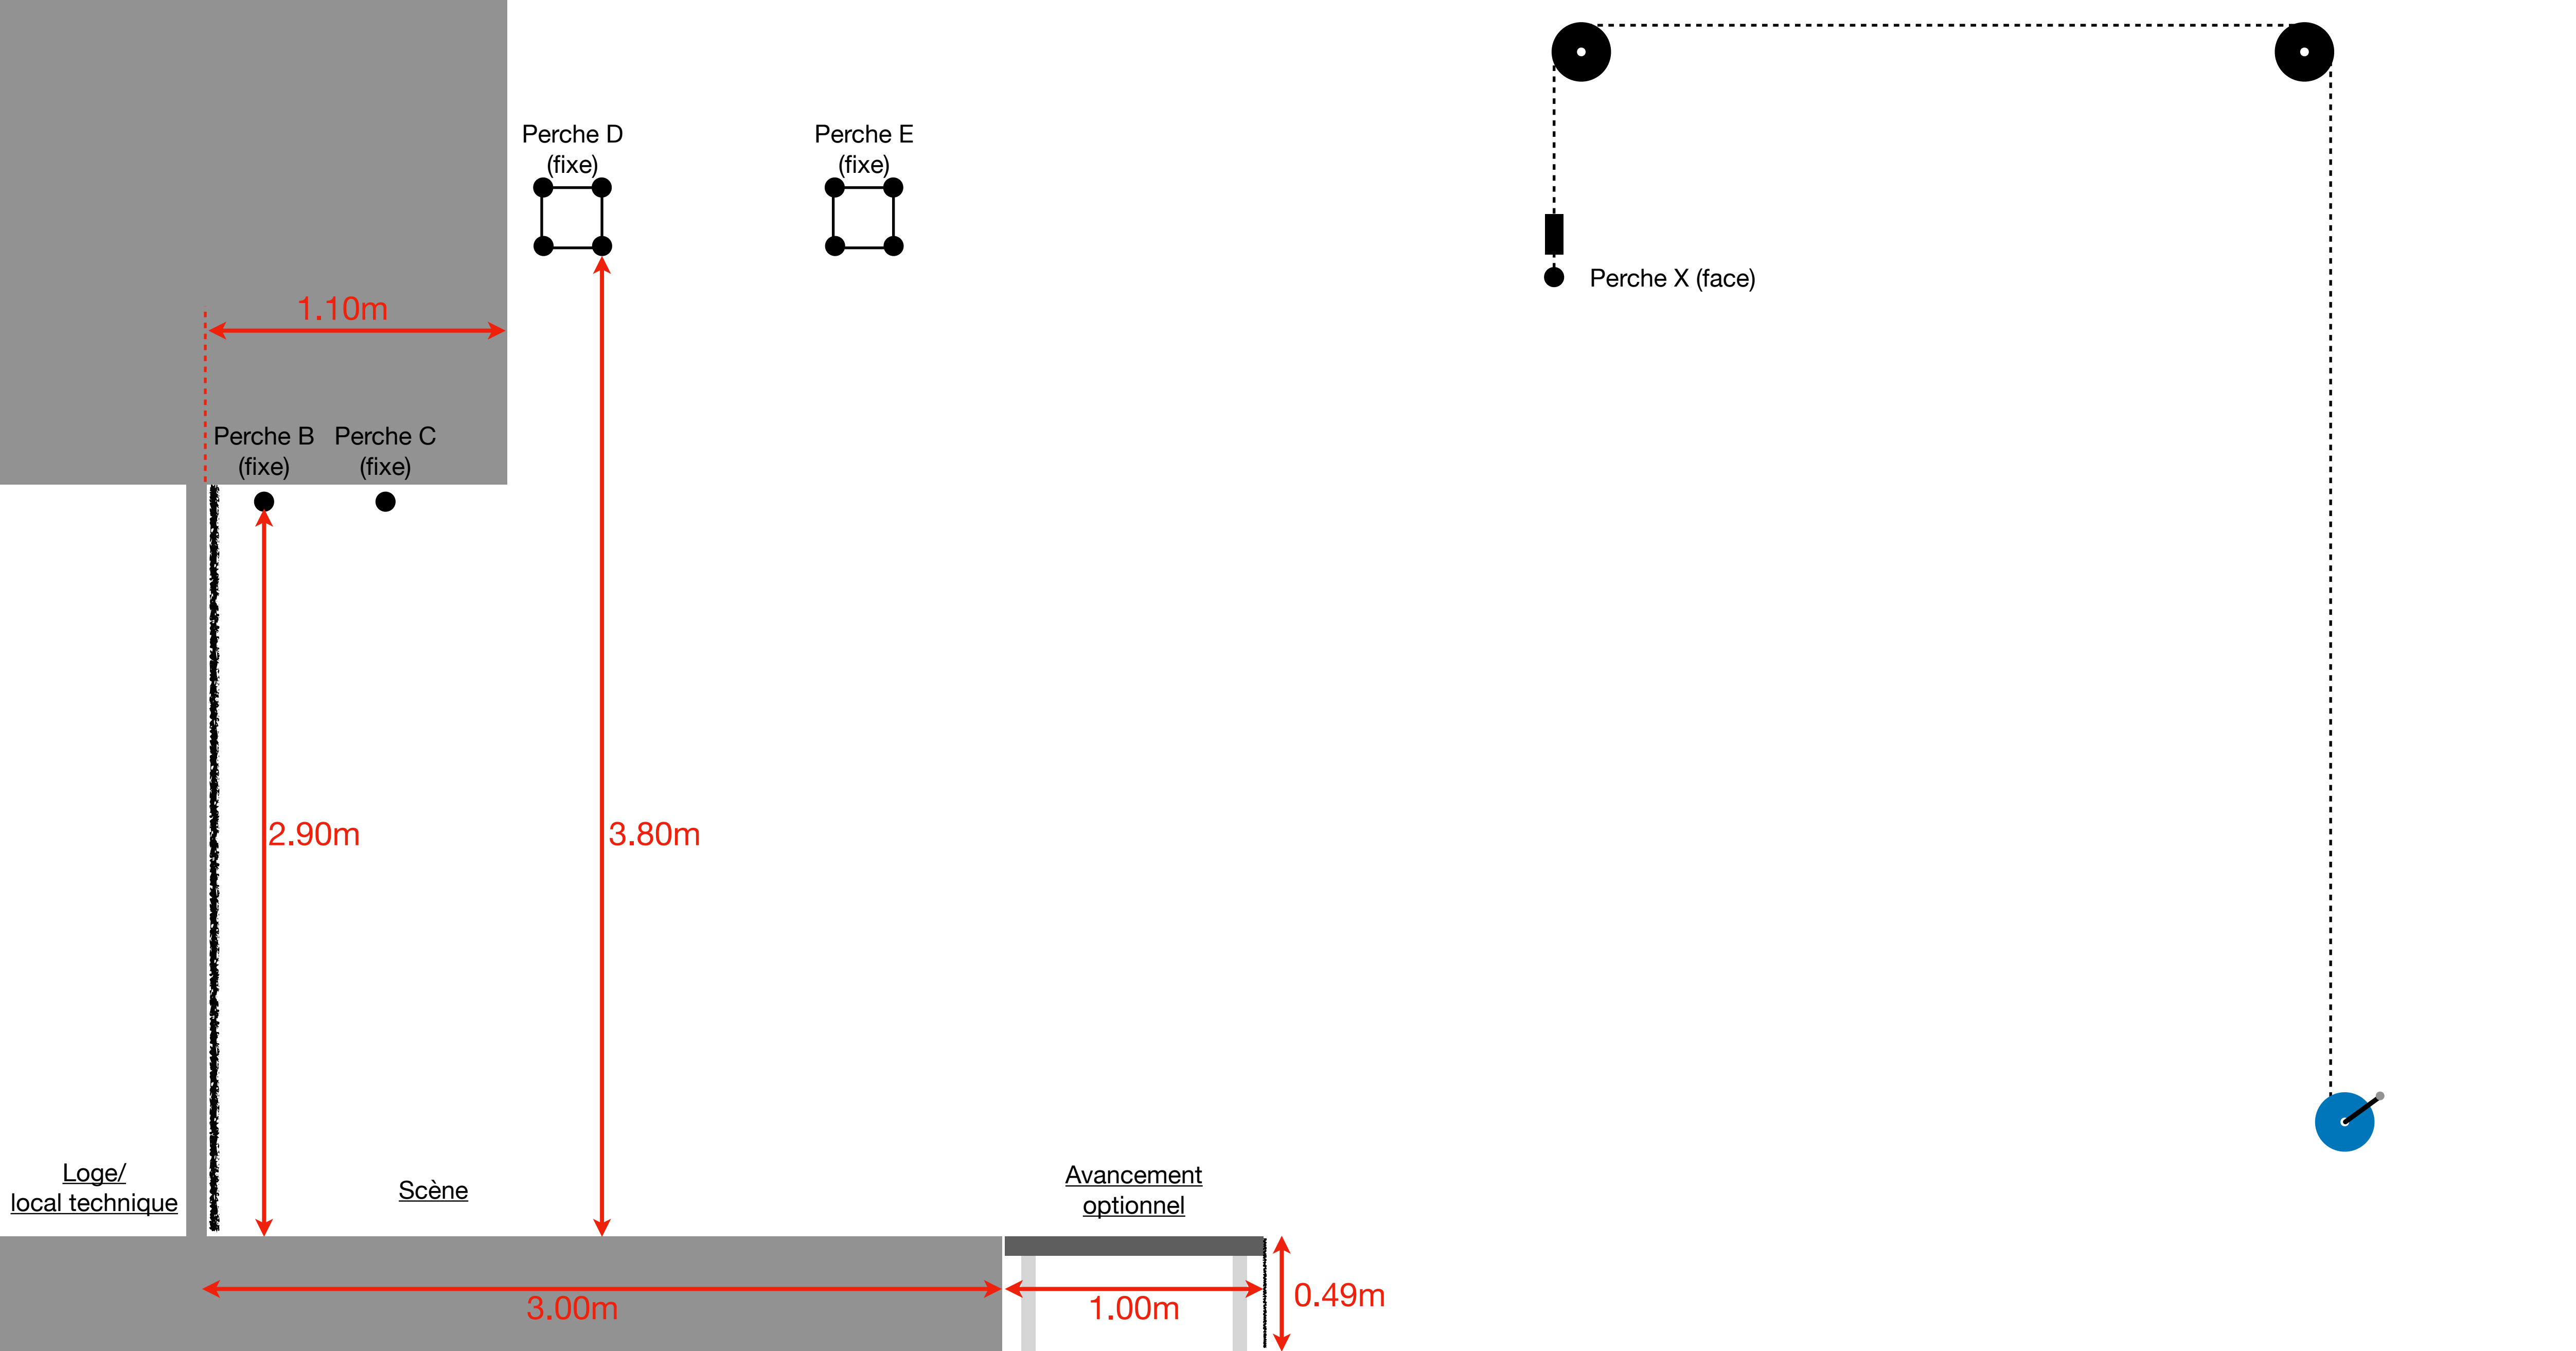 Perche D
(fixe)
Perche E
(fixe)
Perche X (face)
1.10m
Perche B
(fixe)
Perche C
(fixe)
2.90m
3.80m
Loge/
local technique
Scène
Avancement
optionnel
3.00m
1.00m
0.49m